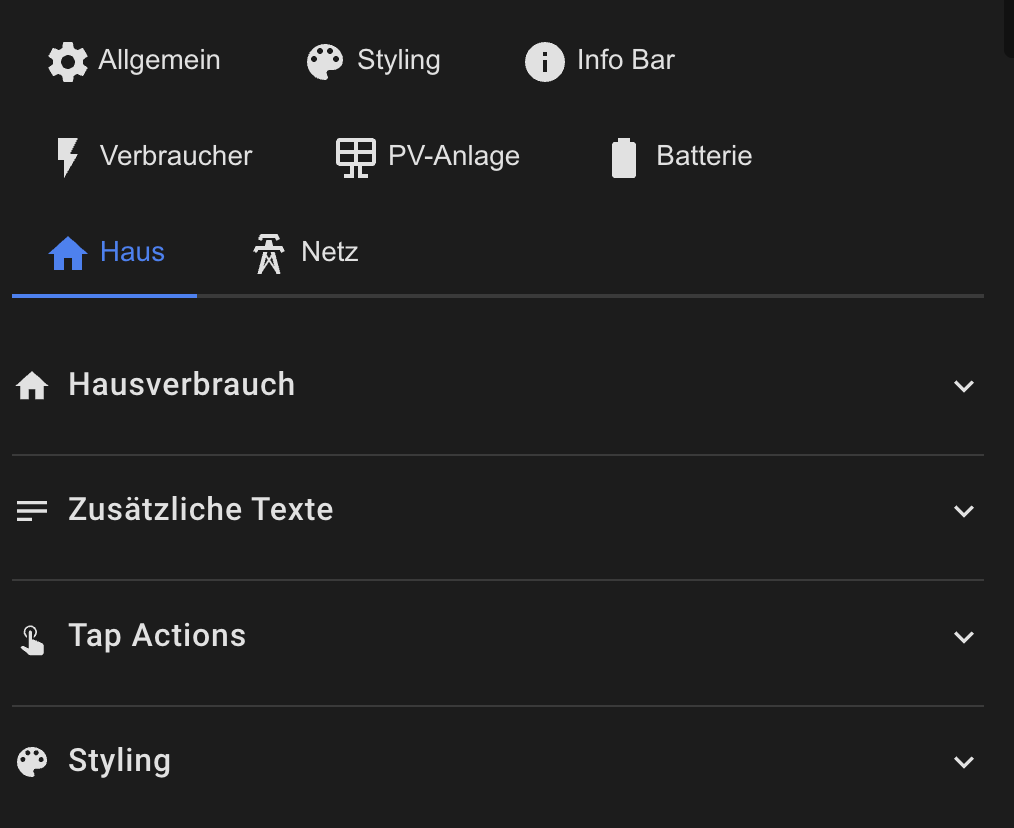 Allgemein Styling Info Bar
Verbraucher PV-Anlage Batterie
Haus Netz
Hausverbrauch
Zusätzliche Texte
Tap Actions
Styling